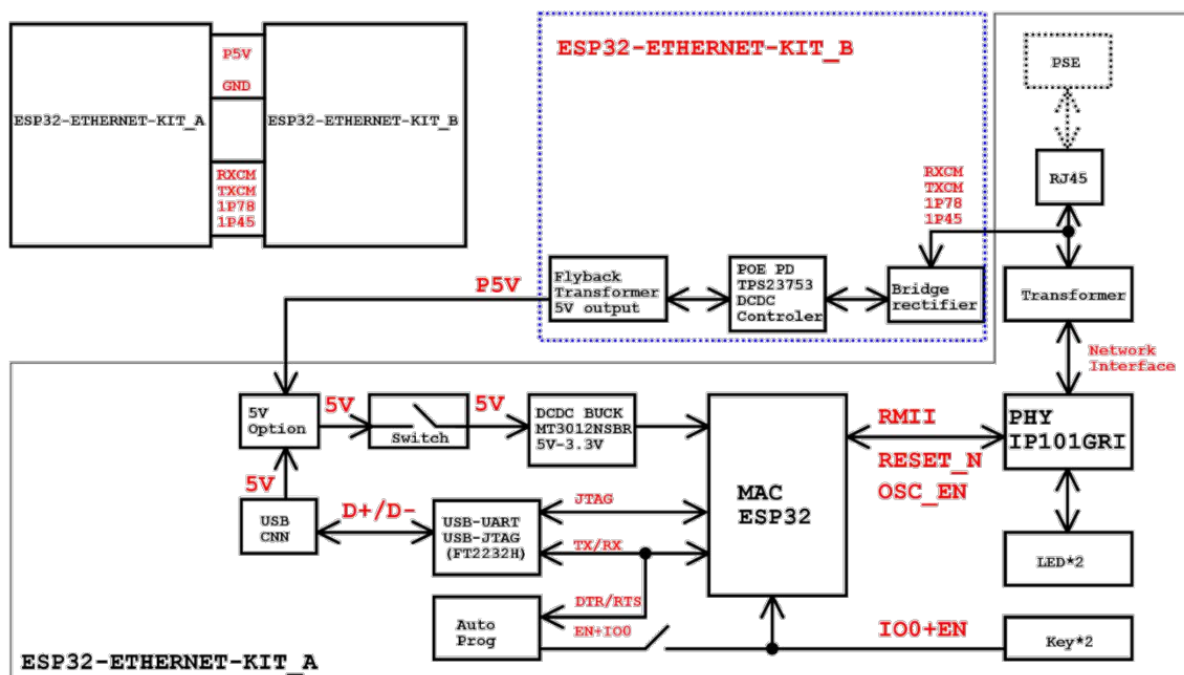 P5V
GND
ESP32-ETHERNET-KIT_A
ESP32-ETHERNET-KIT_B
RXCM
TXCM
1P78
1P45
ESP32-ETHERNET-KIT_B
PSE
RJ45
RXCM
TXCM
1P78
1P45
P5V
Flyback
Transformer
5V output
POE PD
TPS23753
DCDC
Controler
Bridge
rectifier
Transformer
Network
Interface
5V
Option
5V
Switch
5V
DCDC BUCK
MT3012NSBR
5V-3.3V
MAC
ESP32
RMII
RESET_N
OSC_EN
PHY
IP101GRI
5V
USB
CNN
D+/D-
USB-UART
USB-JTAG
(FT2232H)
JTAG
TX/RX
LED*2
DTR/RTS
Auto
Prog
EN+IO0
IO0+EN
Key*2
ESP32-ETHERNET-KIT_A